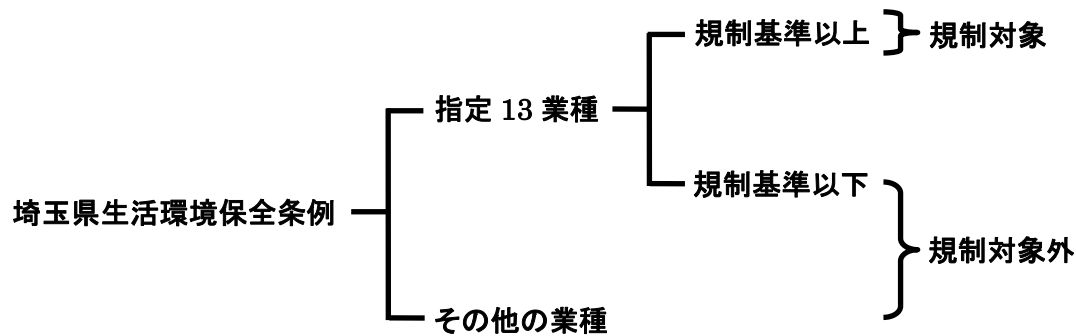 規制基準以上
規制対象
指定 13 業種
規制基準以下
埼玉県生活環境保全条例
規制対象外
その他の業種